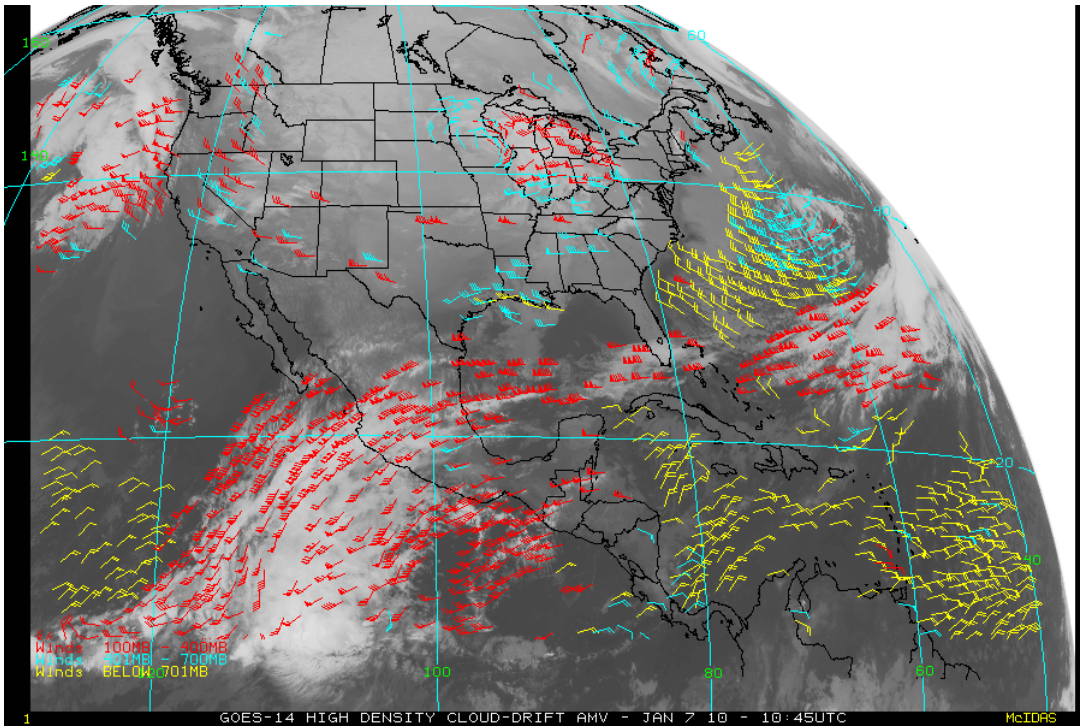 60
160
140
40
20
40
Winds 100MB - 400MB
Winds 401MB - 700MB
Winds BELOW 701MB
100
80
60
1 GOES-14 HIGH DENSITY CLOUD-DRIFT AMV - JAN 7 10 - 10:45UTC McIDAS